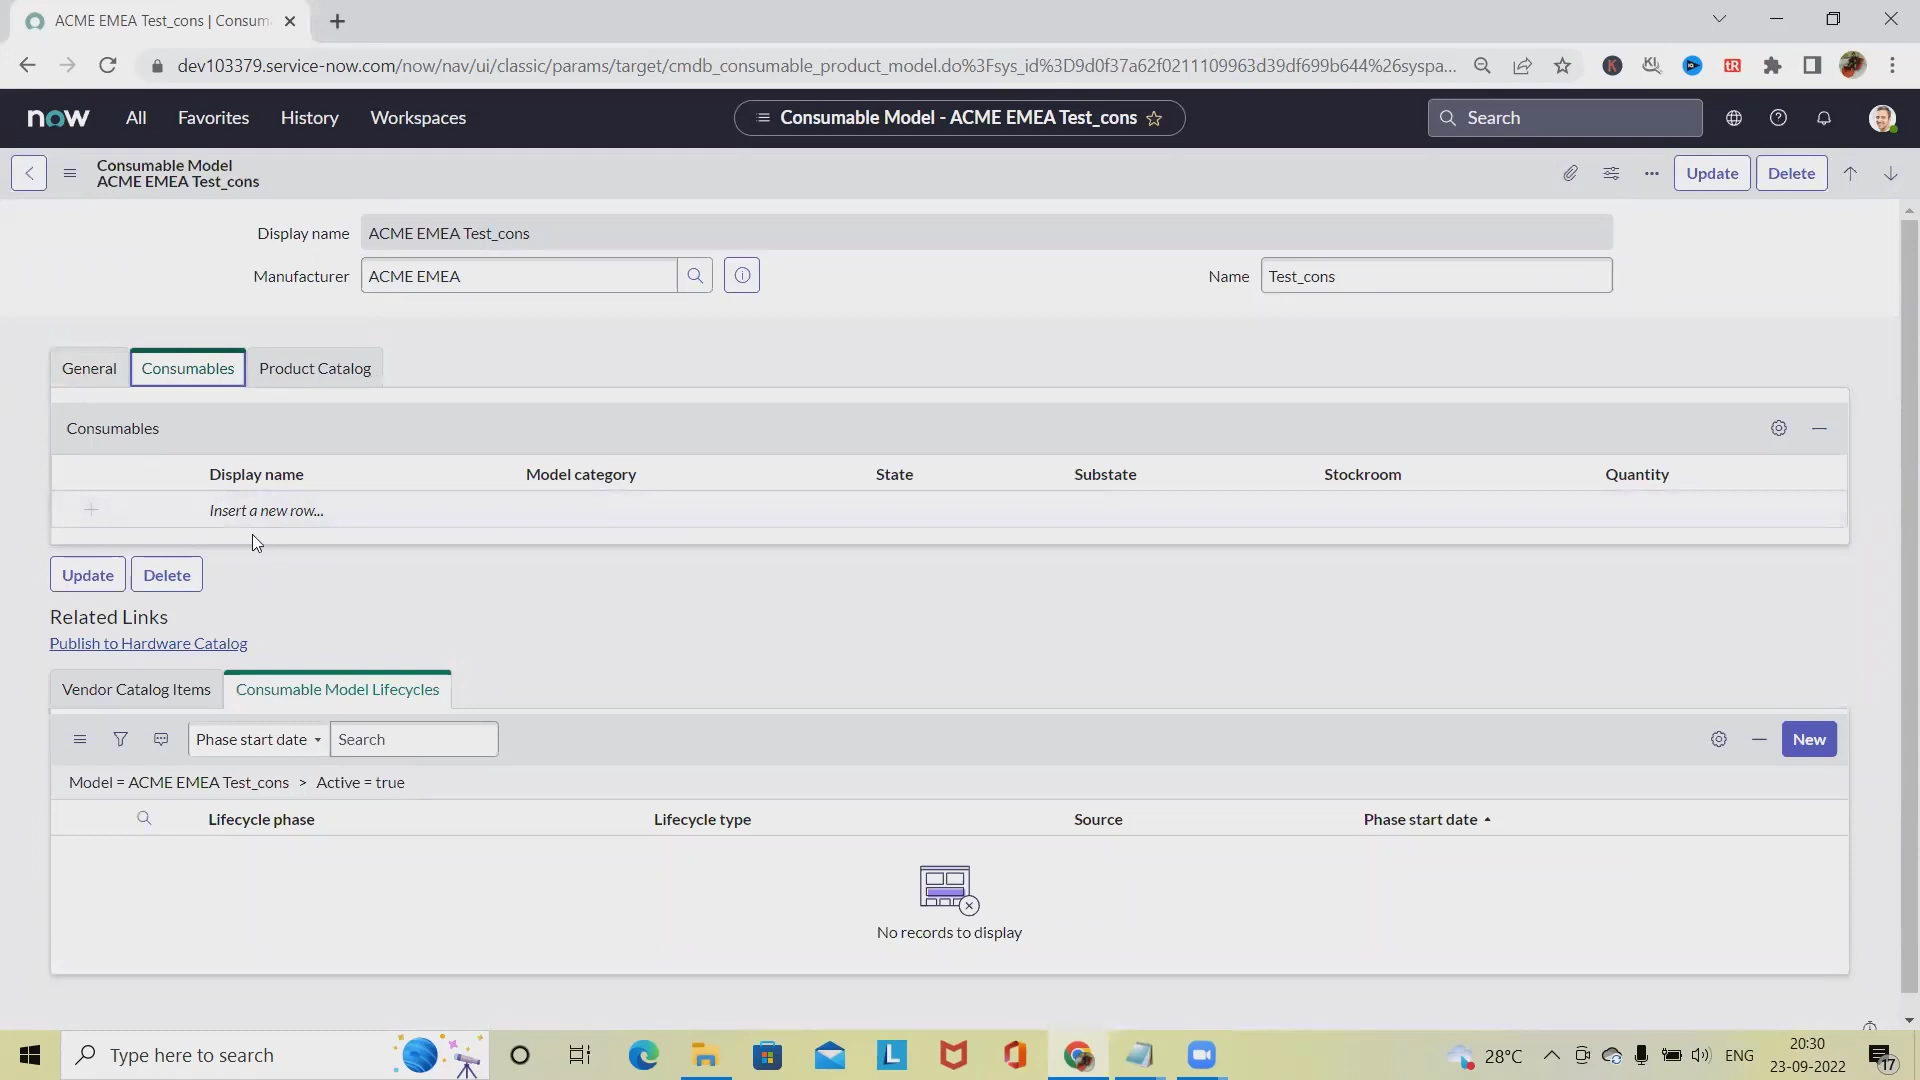 ACME EMEA Test_cons | Consum
dev103379.service-now.com/now/nav/ui/classic/params/target/cmdb_consumable_product_model.do%3Fsys_id%3D9d0f37a62f0211109963d39df699b644%26syspa...
now All Favorites History Workspaces Consumable Model - ACME EMEA Test_cons Search
Consumable Model
ACME EMEA Test_cons
Update Delete
Display name ACME EMEA Test_cons
Manufacturer ACME EMEA Name Test_cons
General Consumables Product Catalog
Consumables
Display name Model category State Substate Stockroom Quantity
Insert a new row...
Update Delete
Related Links
Publish to Hardware Catalog
Vendor Catalog Items Consumable Model Lifecycles
Phase start date Search New
Model = ACME EMEA Test_cons > Active = true
Lifecycle phase Lifecycle type Source Phase start date
No records to display
Type here to search
28°C ENG
20:30
23-09-2022
17